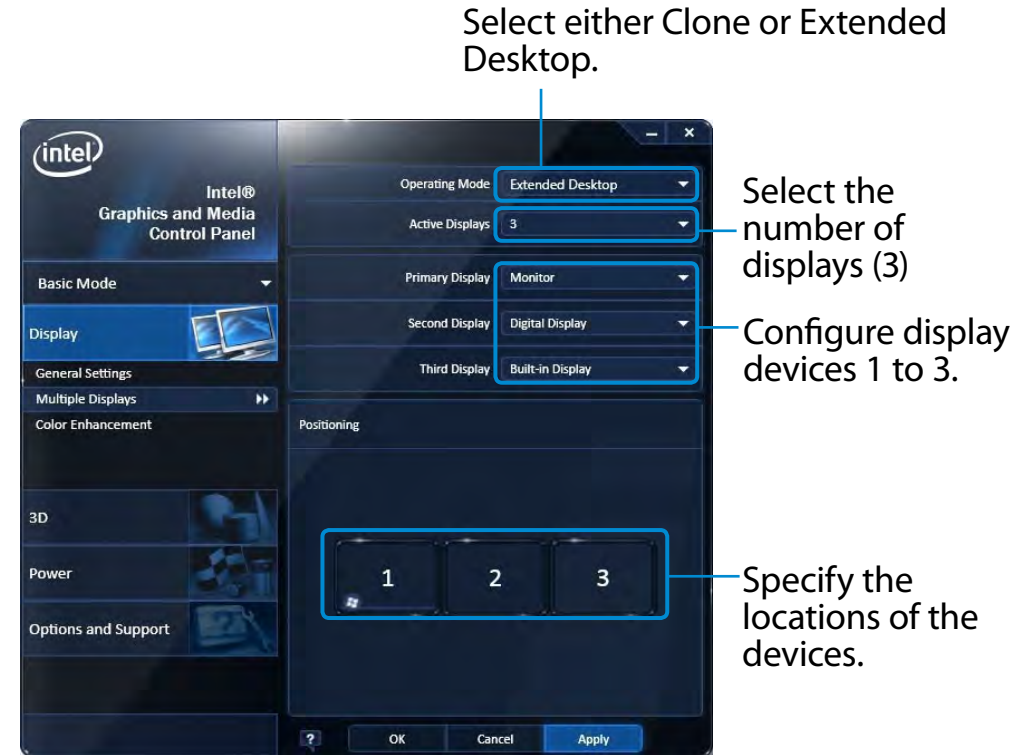 Select either Clone or Extended
Desktop.
intel
Intel®
Graphics and Media
Control Panel
Basic Mode
Display
General Settings
Multiple Displays
Color Enhancement
3D
Power
Options and Support
Operating Mode Extended Desktop
Active Displays 3
Primary Display Monitor
Second Display Digital Display
Third Display Built-in Display
Positioning
1 2 3
? OK Cancel Apply
Select the
number of
displays (3)
Configure display
devices 1 to 3.
Specify the
locations of the
devices.